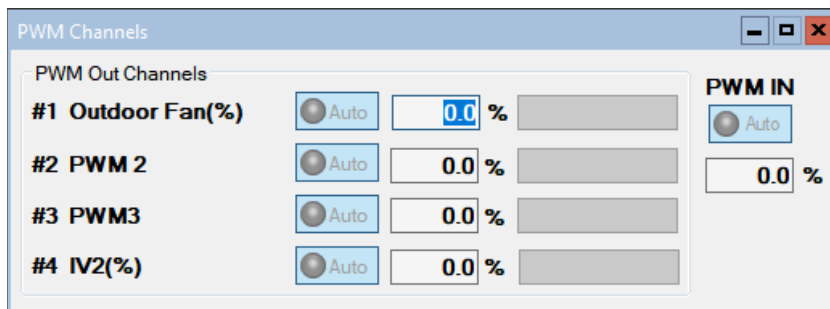 PWM Channels
PWM Out Channels
#1 Outdoor Fan(%) Auto 0.0 %
#2 PWM 2 Auto 0.0 %
#3 PWM3 Auto 0.0 %
#4 IV2(%) Auto 0.0 %
PWM IN
Auto
0.0 %